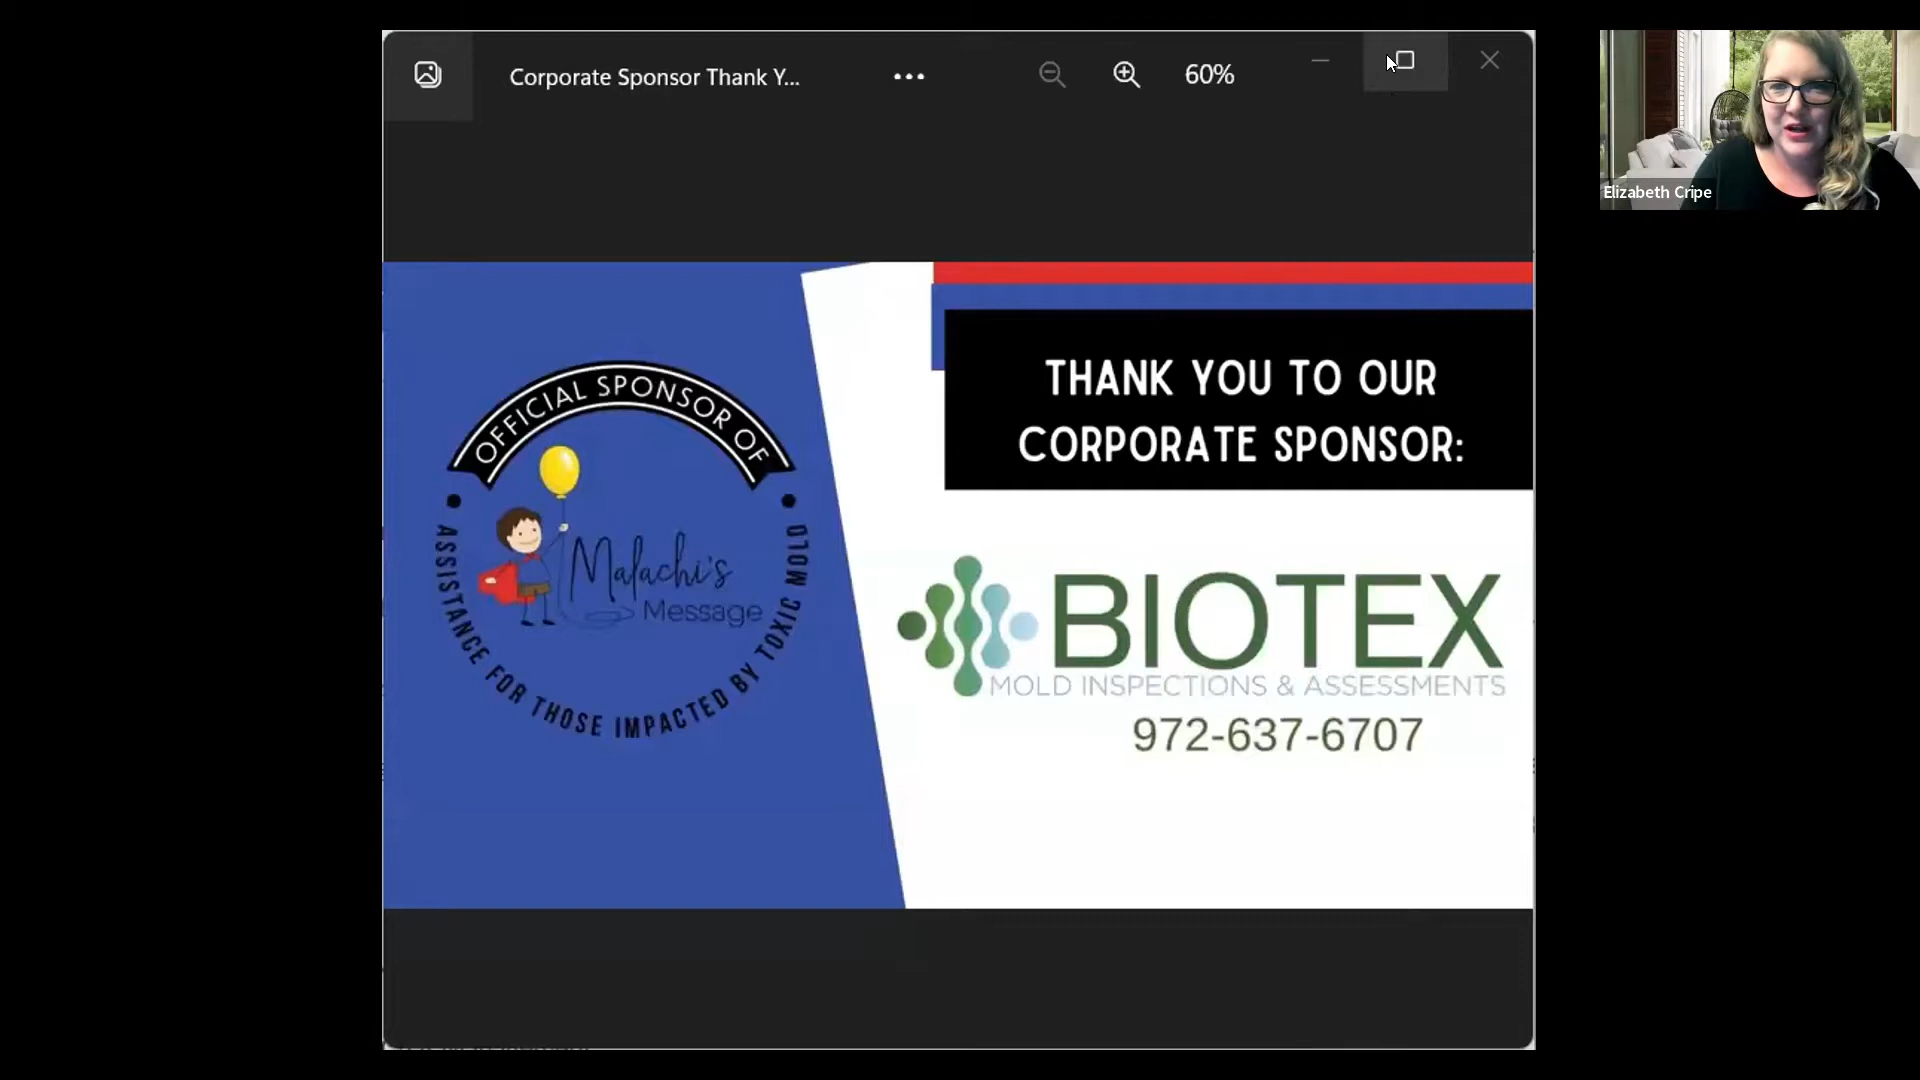 Corporate Sponsor Thank Y...
60%
Elizabeth Cripe
OFFICIAL SPONSOR OF
Malachi's
Message
ASSISTANCE FOR THOSE IMPACTED BY TOXIC MOLD
THANK YOU TO OUR
CORPORATE SPONSOR:
BIOTEX
MOLD INSPECTIONS & ASSESSMENTS
972-637-6707